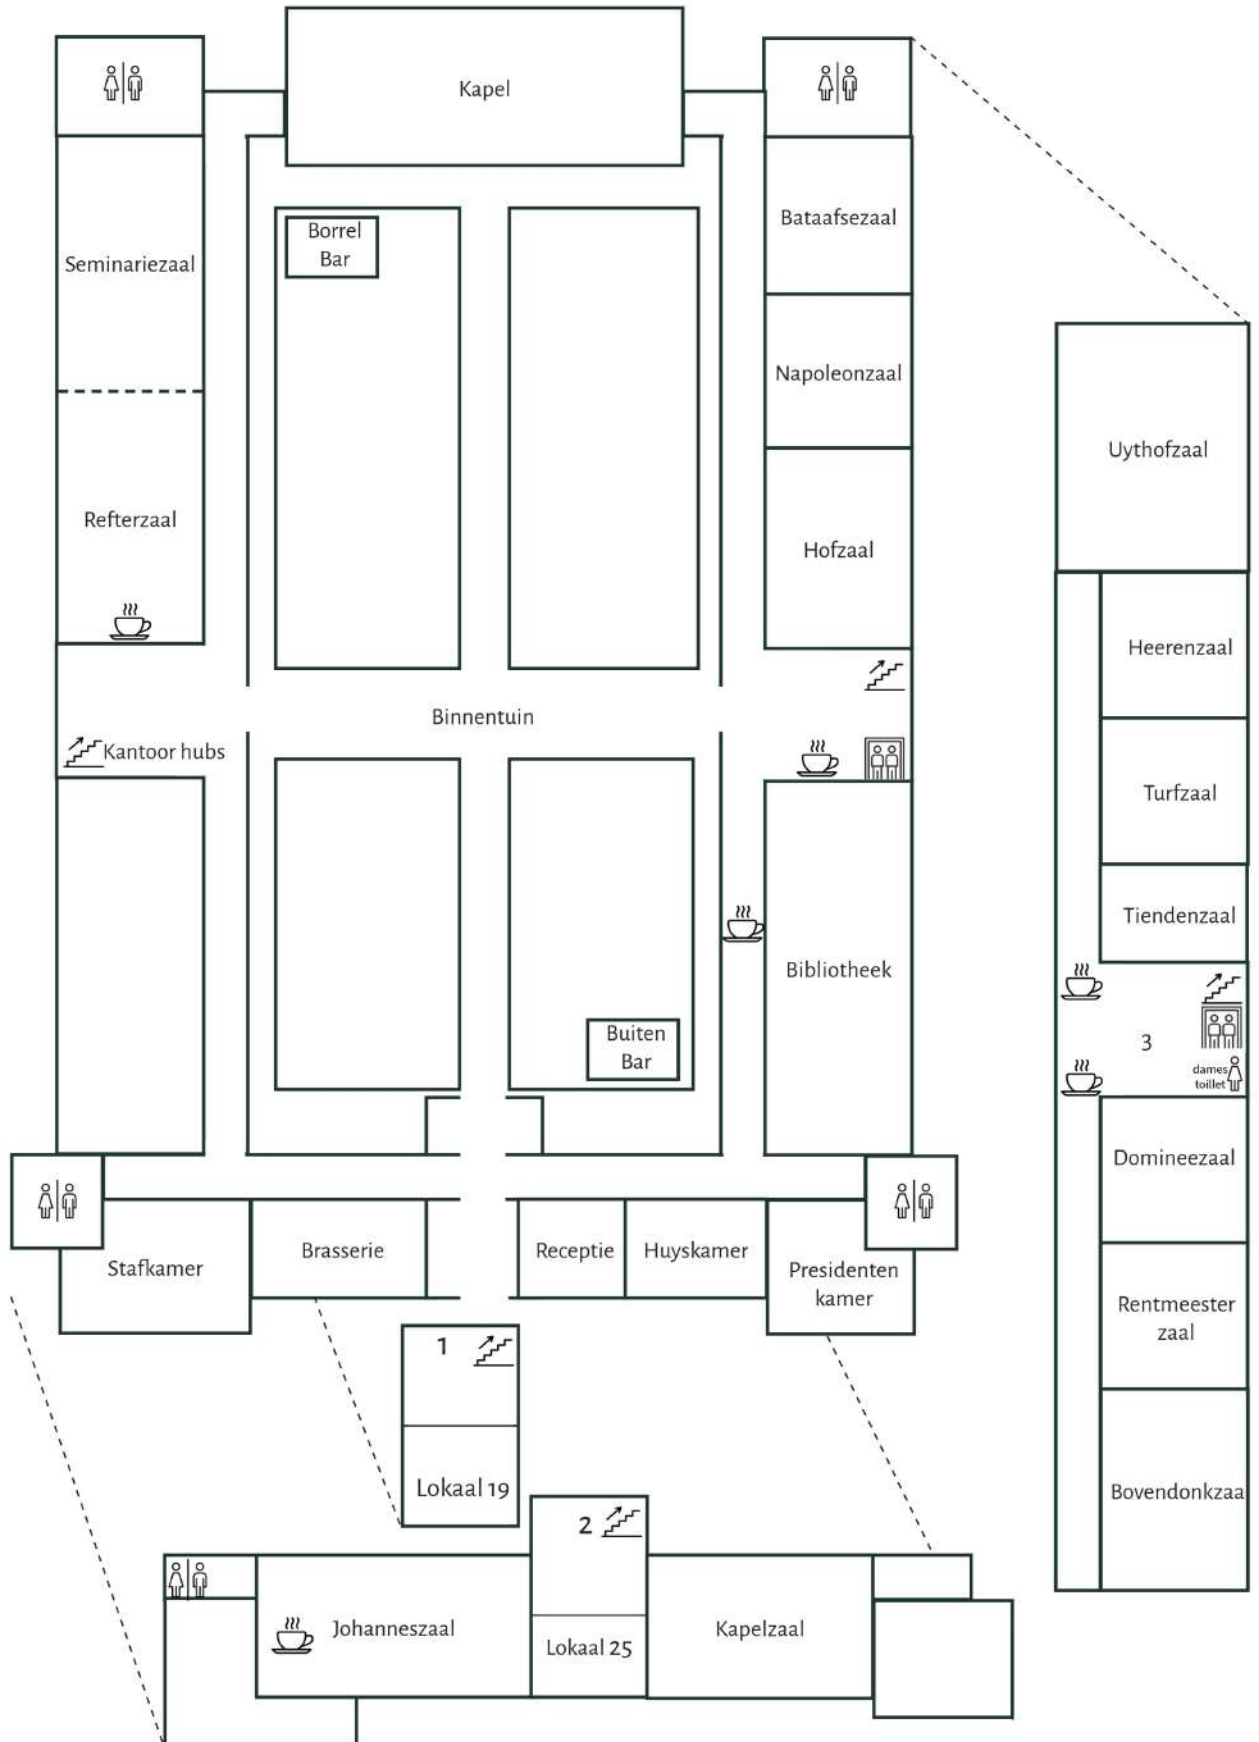 Kapel
Borrel
Bar
Bataafsezaal
Seminariezaal
Napoleonzaal
Uythofzaal
Refterzaal
Hofzaal
Heerenzaal
Binnentuin
Kantoor hubs
Turfzaal
Tiendenzaal
Bibliotheek
Buiten
Bar
3
dames
toillet
Domineezaal
Brasserie
Receptie
Huyskamer
Stafkamer
Presidenten
kamer
Rentmeester
zaal
1
Lokaal 19
Bovendonkzaa
2
Johanneszaal
Lokaal 25
Kapelzaal